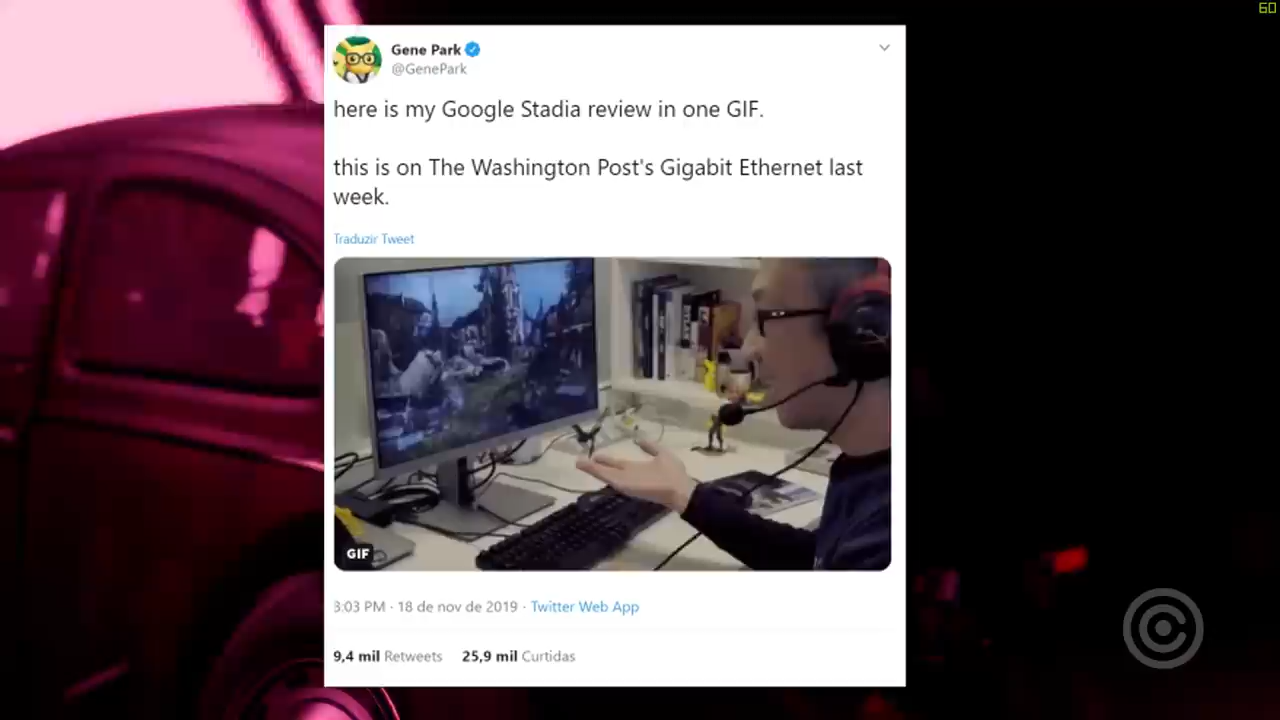 60
Gene Park
@GenePark
here is my Google Stadia review in one GIF.
this is on The Washington Post's Gigabit Ethernet last
week.
Traduzir Tweet
GIF
3:03 PM · 18 de nov de 2019 · Twitter Web App
9,4 mil Retweets 25,9 mil Curtidas